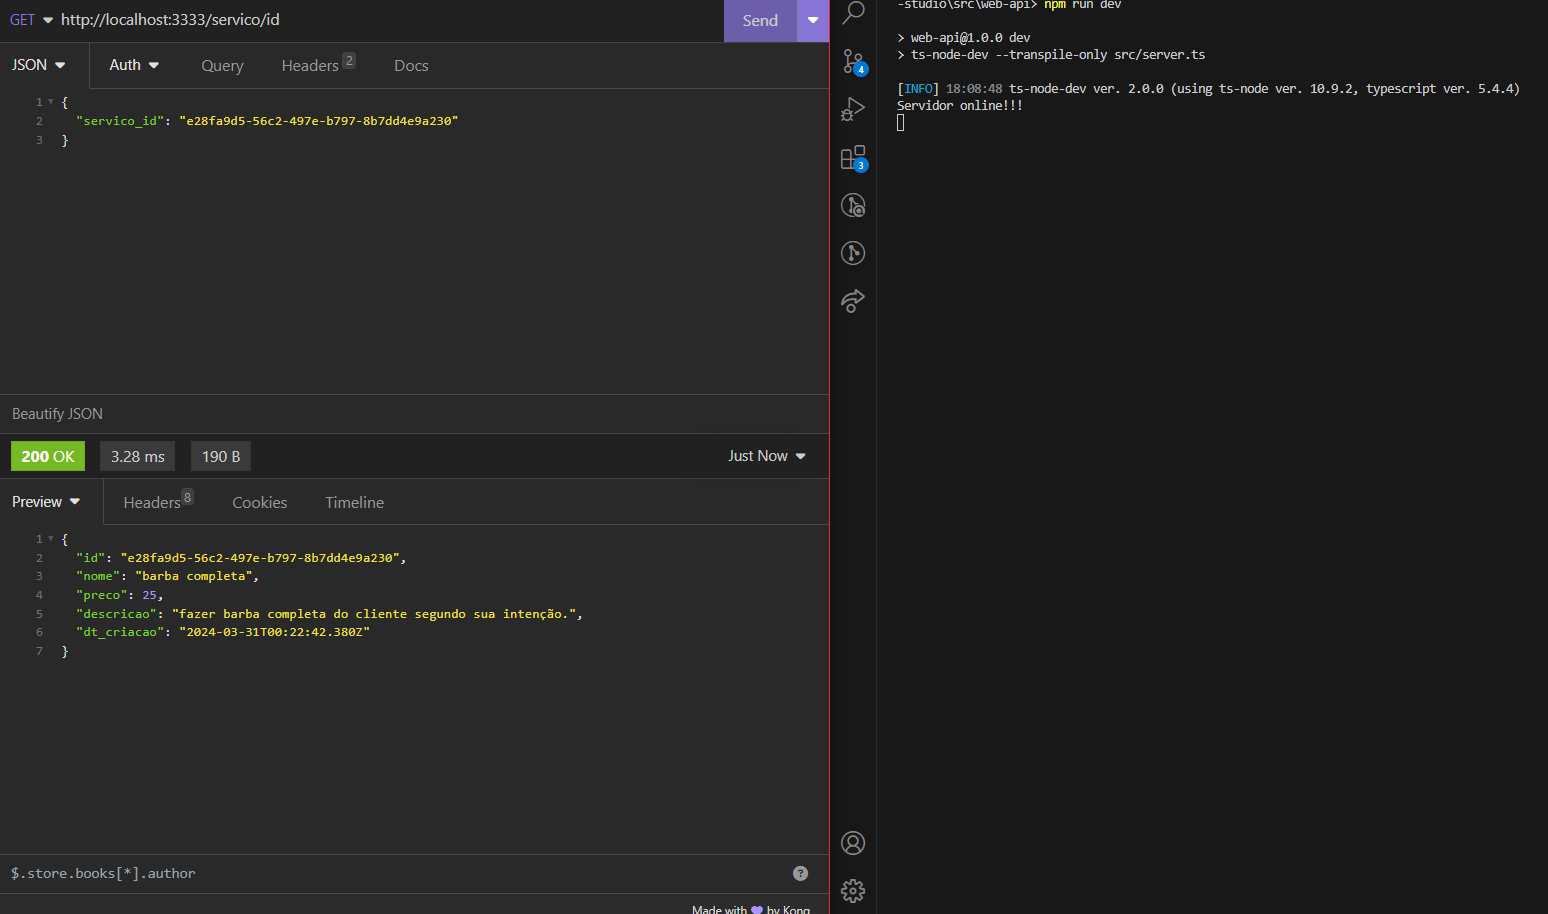 GET http://localhost:3333/servico/id Send
JSON Auth Query Headers 2 Docs
1 {
2 "servico_id": "e28fa9d5-56c2-497e-b797-8b7dd4e9a230"
3 }
Beautify JSON
200 OK 3.28 ms 190 B Just Now
Preview Headers 8 Cookies Timeline
1 {
2 "id": "e28fa9d5-56c2-497e-b797-8b7dd4e9a230",
3 "nome": "barba completa",
4 "preco": 25,
5 "descricao": "fazer barba completa do cliente segundo sua intenção.",
6 "dt_criacao": "2024-03-31T00:22:42.380Z"
7 }
$.store.books[*].author ?
Made with 💜 by Kong
4
3
-studio\src\web-api> npm run dev
> web-api@1.0.0 dev
> ts-node-dev --transpile-only src/server.ts
[INFO] 18:08:48 ts-node-dev ver. 2.0.0 (using ts-node ver. 10.9.2, typescript ver. 5.4.4)
Servidor online!!!